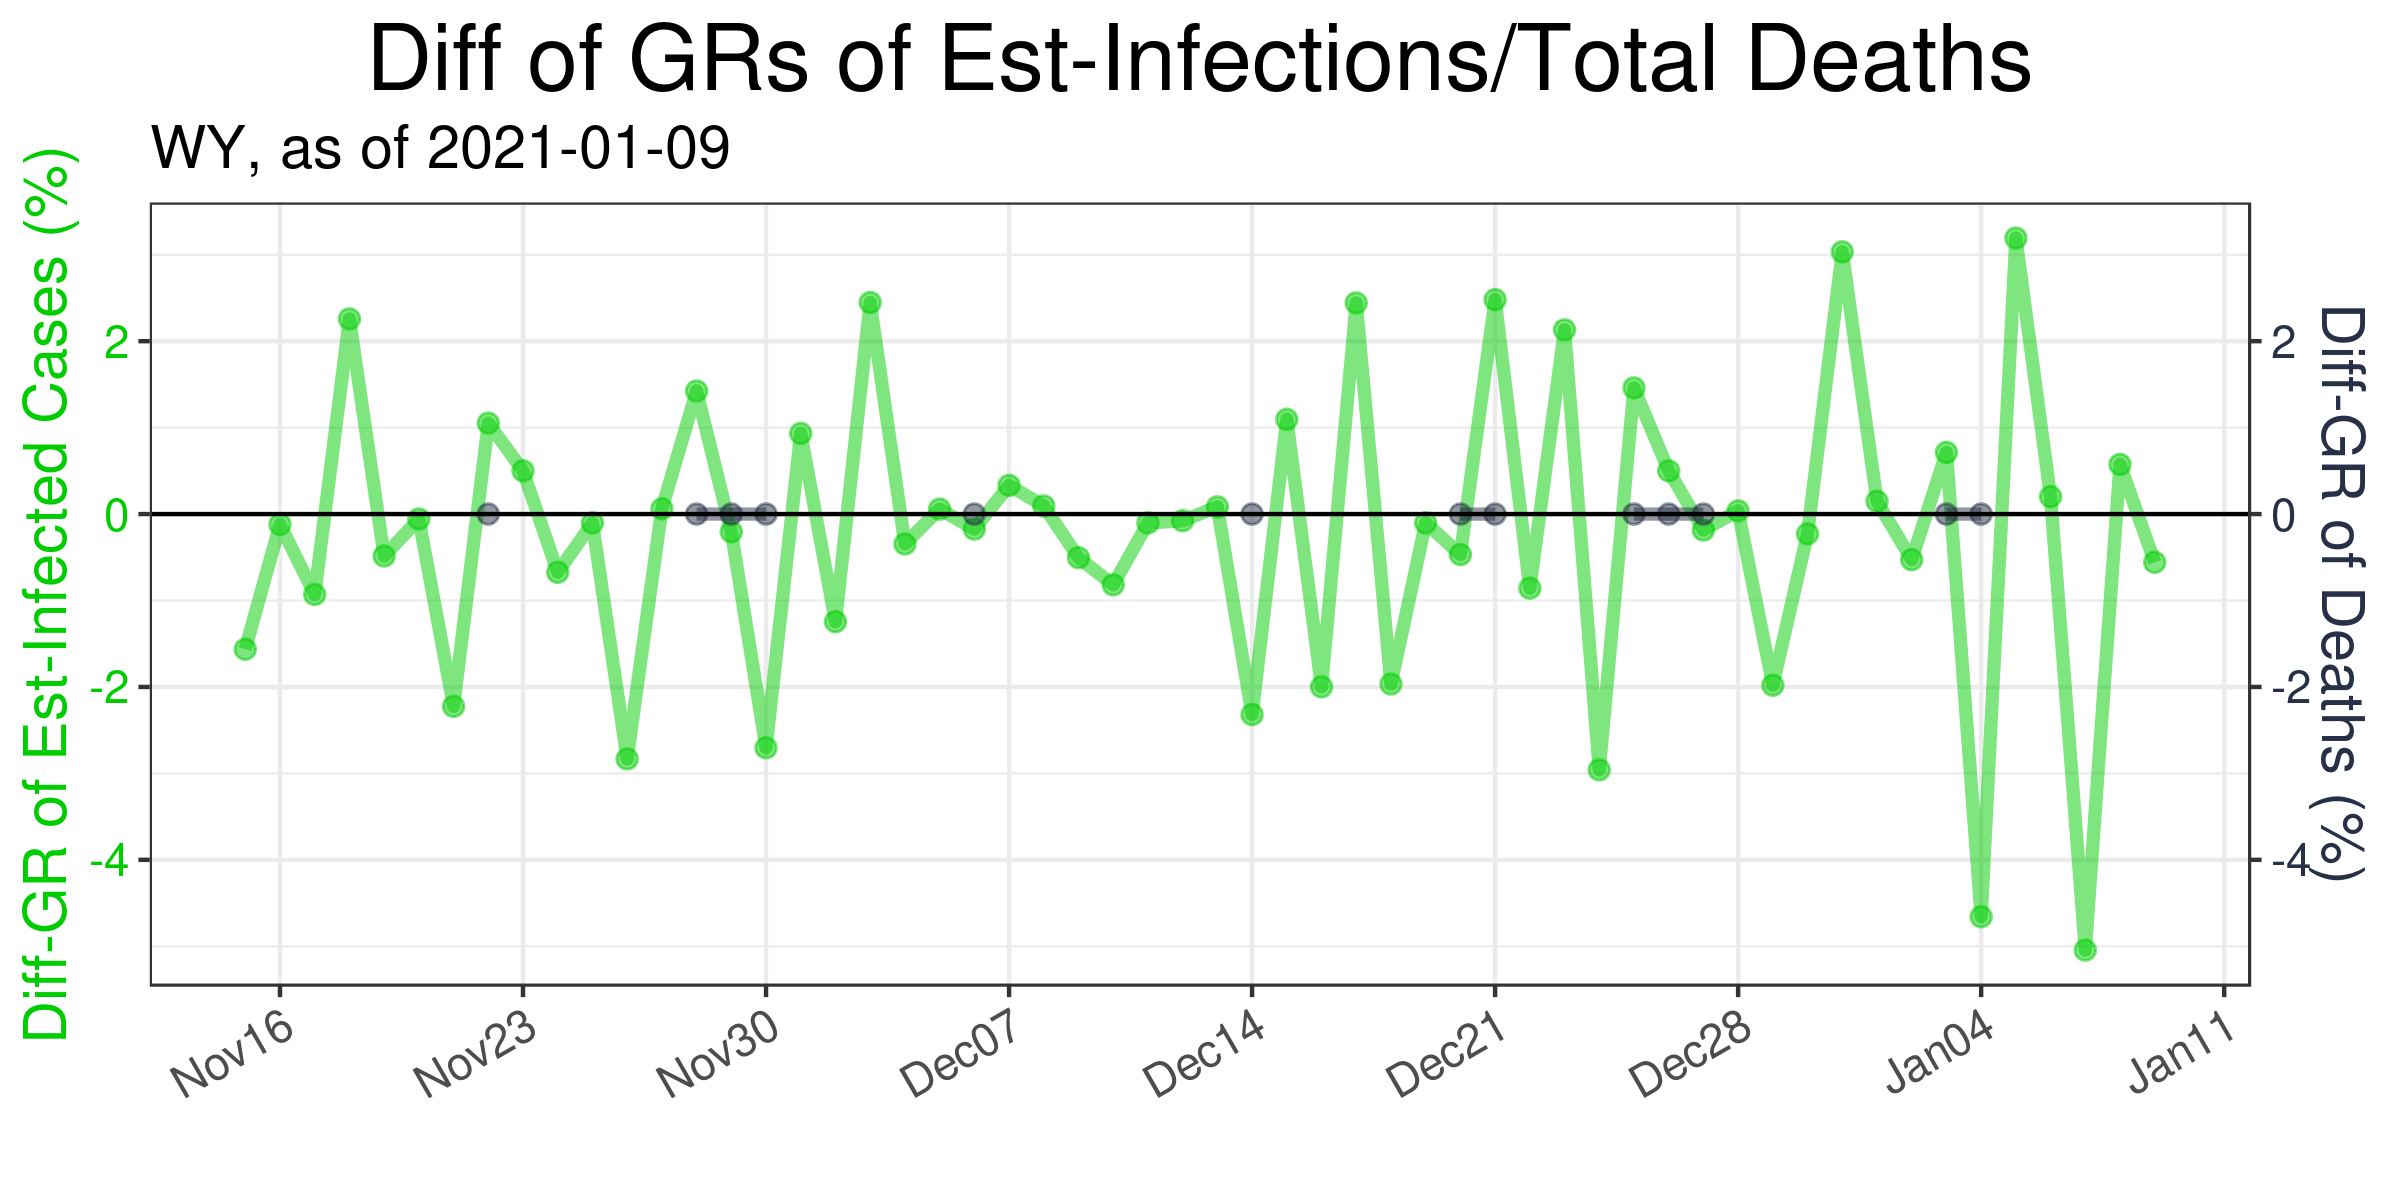 Diff of GRs of Est-Infections/Total Deaths
WY, as of 2021-01-09
Diff-GR of Est-Infected Cases (%)
2
0
-2
-4
2
0
-2
-4
Diff-GR of Deaths (%)
Nov16
Nov23
Nov30
Dec07
Dec14
Dec21
Dec28
Jan04
Jan11